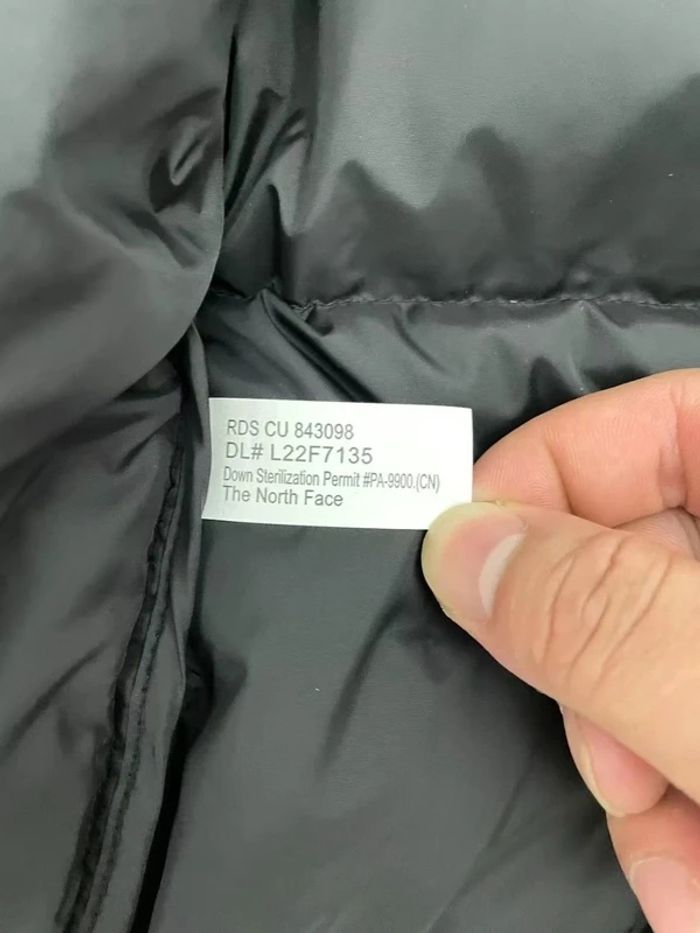 RDS CU 843098
DL# L22F7135
Down Sterilization Permit #PA-9900.(CN)
The North Face